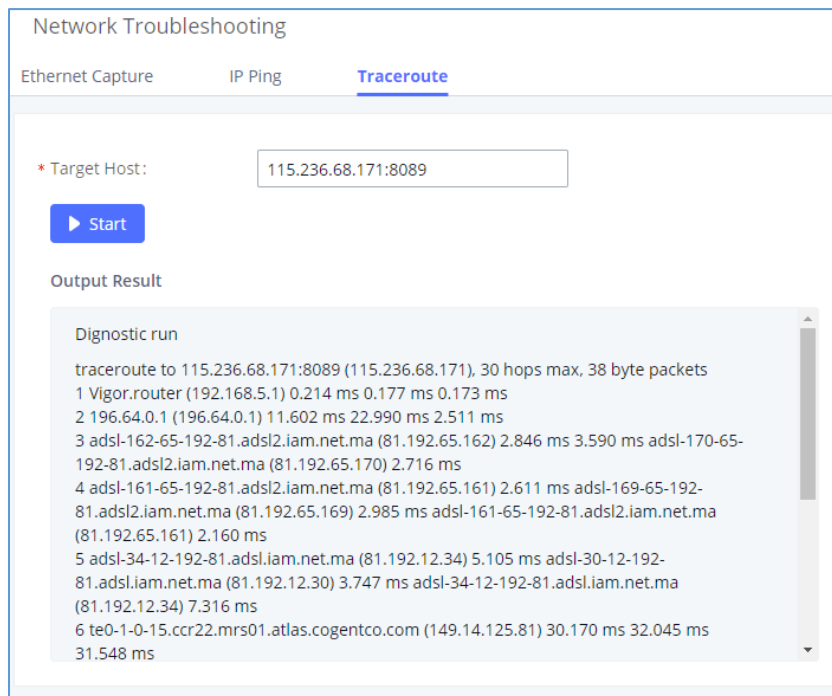 Network Troubleshooting
Ethernet Capture IP Ping Traceroute
* Target Host: 115.236.68.171:8089
Start
Output Result
Dignostic run
traceroute to 115.236.68.171:8089 (115.236.68.171), 30 hops max, 38 byte packets
1 Vigor.router (192.168.5.1) 0.214 ms 0.177 ms 0.173 ms
2 196.64.0.1 (196.64.0.1) 11.602 ms 22.990 ms 2.511 ms
3 adsl-162-65-192-81.adsl2.iam.net.ma (81.192.65.162) 2.846 ms 3.590 ms adsl-170-65-
192-81.adsl2.iam.net.ma (81.192.65.170) 2.716 ms
4 adsl-161-65-192-81.adsl2.iam.net.ma (81.192.65.161) 2.611 ms adsl-169-65-192-
81.adsl2.iam.net.ma (81.192.65.169) 2.985 ms adsl-161-65-192-81.adsl2.iam.net.ma
(81.192.65.161) 2.160 ms
5 adsl-34-12-192-81.adsl.iam.net.ma (81.192.12.34) 5.105 ms adsl-30-12-192-
81.adsl.iam.net.ma (81.192.12.30) 3.747 ms adsl-34-12-192-81.adsl.iam.net.ma
(81.192.12.34) 7.316 ms
6 te0-1-0-15.ccr22.mrs01.atlas.cogentco.com (149.14.125.81) 30.170 ms 32.045 ms
31.548 ms